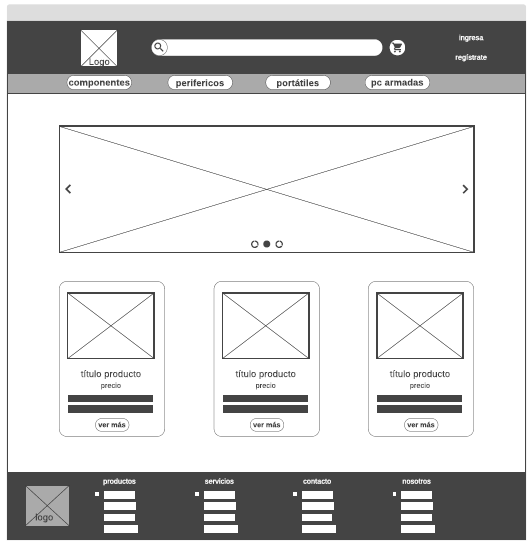 Logo
ingresa
regístrate
componentes
perifericos
portátiles
pc armadas
título producto
precio
ver más
título producto
precio
ver más
título producto
precio
ver más
logo
productos
servicios
contacto
nosotros